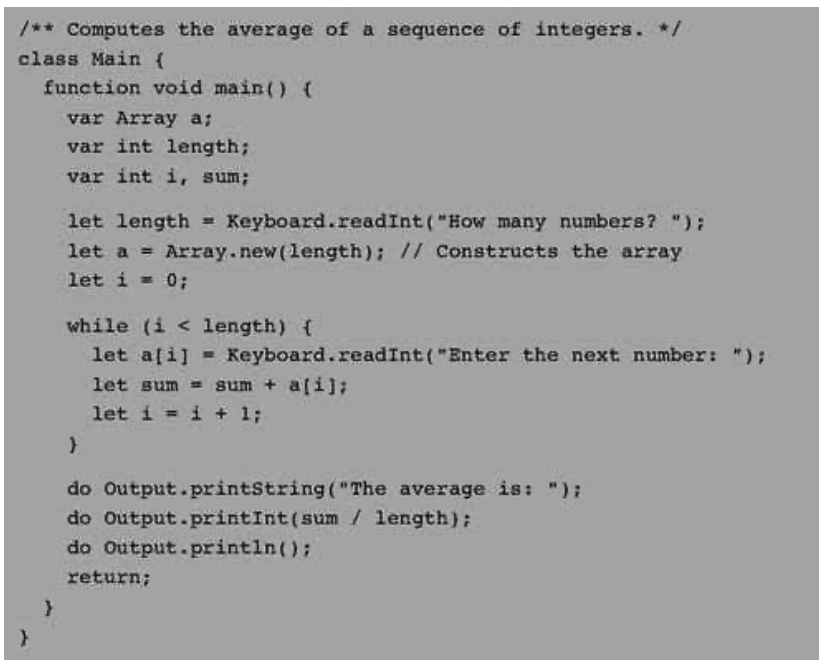 /** Computes the average of a sequence of integers. */
class Main {
  function void main() {
    var Array a;
    var int length;
    var int i, sum;

    let length = Keyboard.readInt("How many numbers? ");
    let a = Array.new(length); // Constructs the array
    let i = 0;

    while (i < length) {
      let a[i] = Keyboard.readInt("Enter the next number: ");
      let sum = sum + a[i];
      let i = i + 1;
    }

    do Output.printString("The average is: ");
    do Output.printInt(sum / length);
    do Output.println();
    return;
  }
}